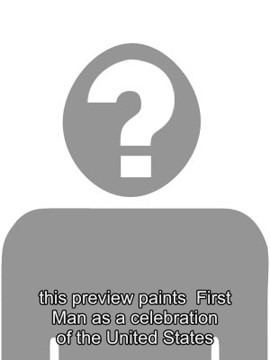 ?
this preview paints First
Man as a celebration
of the United States